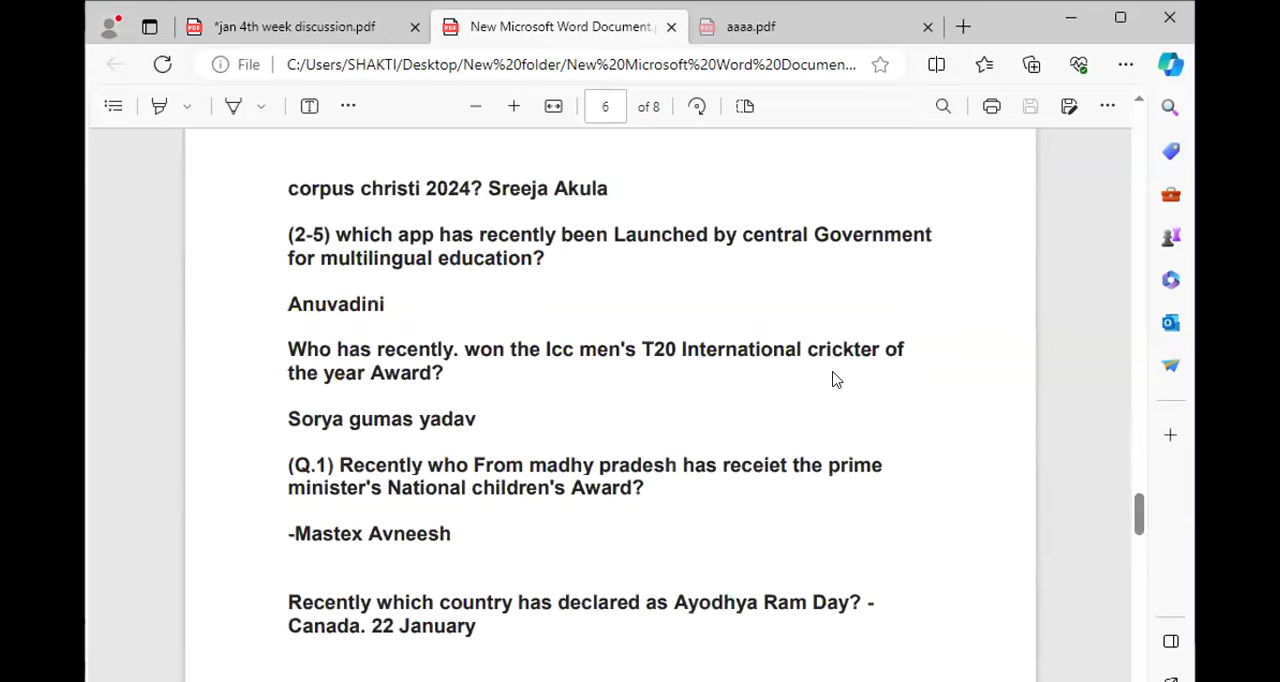 *jan 4th week discussion.pdf
New Microsoft Word Document.
aaaa.pdf
File
C:/Users/SHAKTI/Desktop/New%20folder/New%20Microsoft%20Word%20Documen...
6 of 8
corpus christi 2024? Sreeja Akula
(2-5) which app has recently been Launched by central Government
for multilingual education?
Anuvadini
Who has recently. won the Icc men's T20 International crickter of
the year Award?
Sorya gumas yadav
(Q.1) Recently who From madhy pradesh has receiet the prime
minister's National children's Award?
-Mastex Avneesh
Recently which country has declared as Ayodhya Ram Day? -
Canada. 22 January